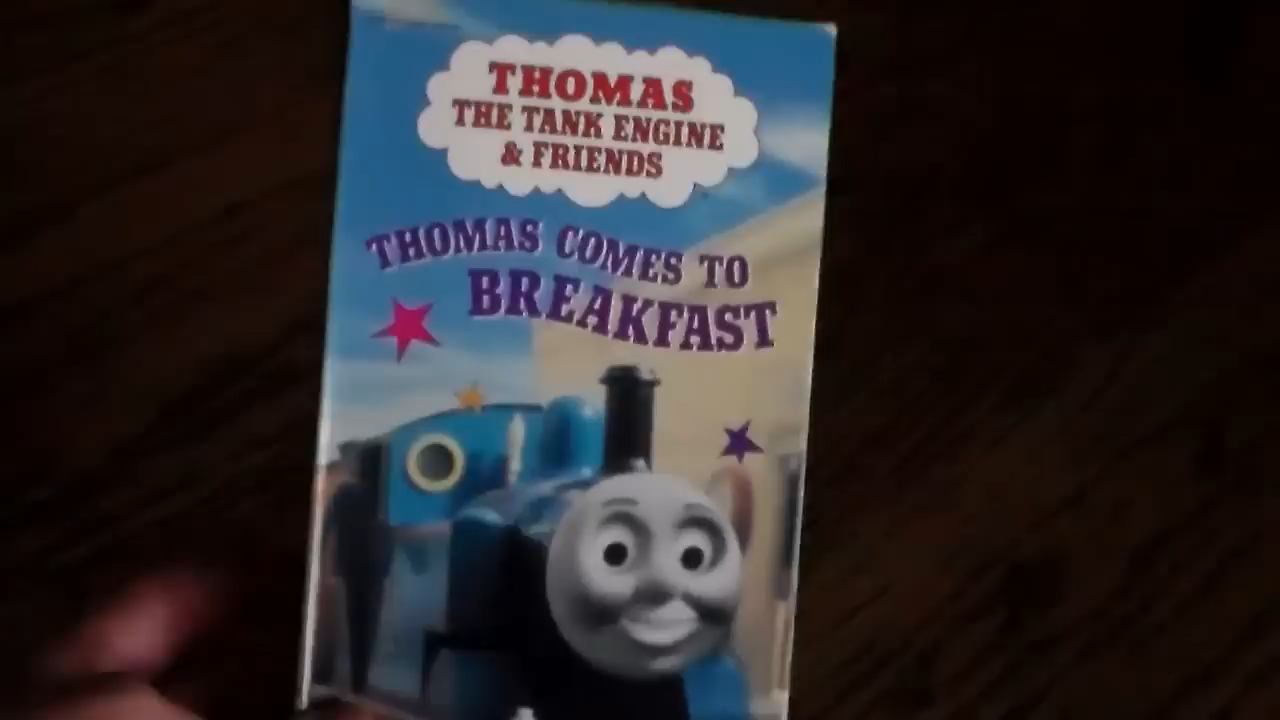 THOMAS
THE TANK ENGINE
& FRIENDS
THOMAS COMES TO
BREAKFAST